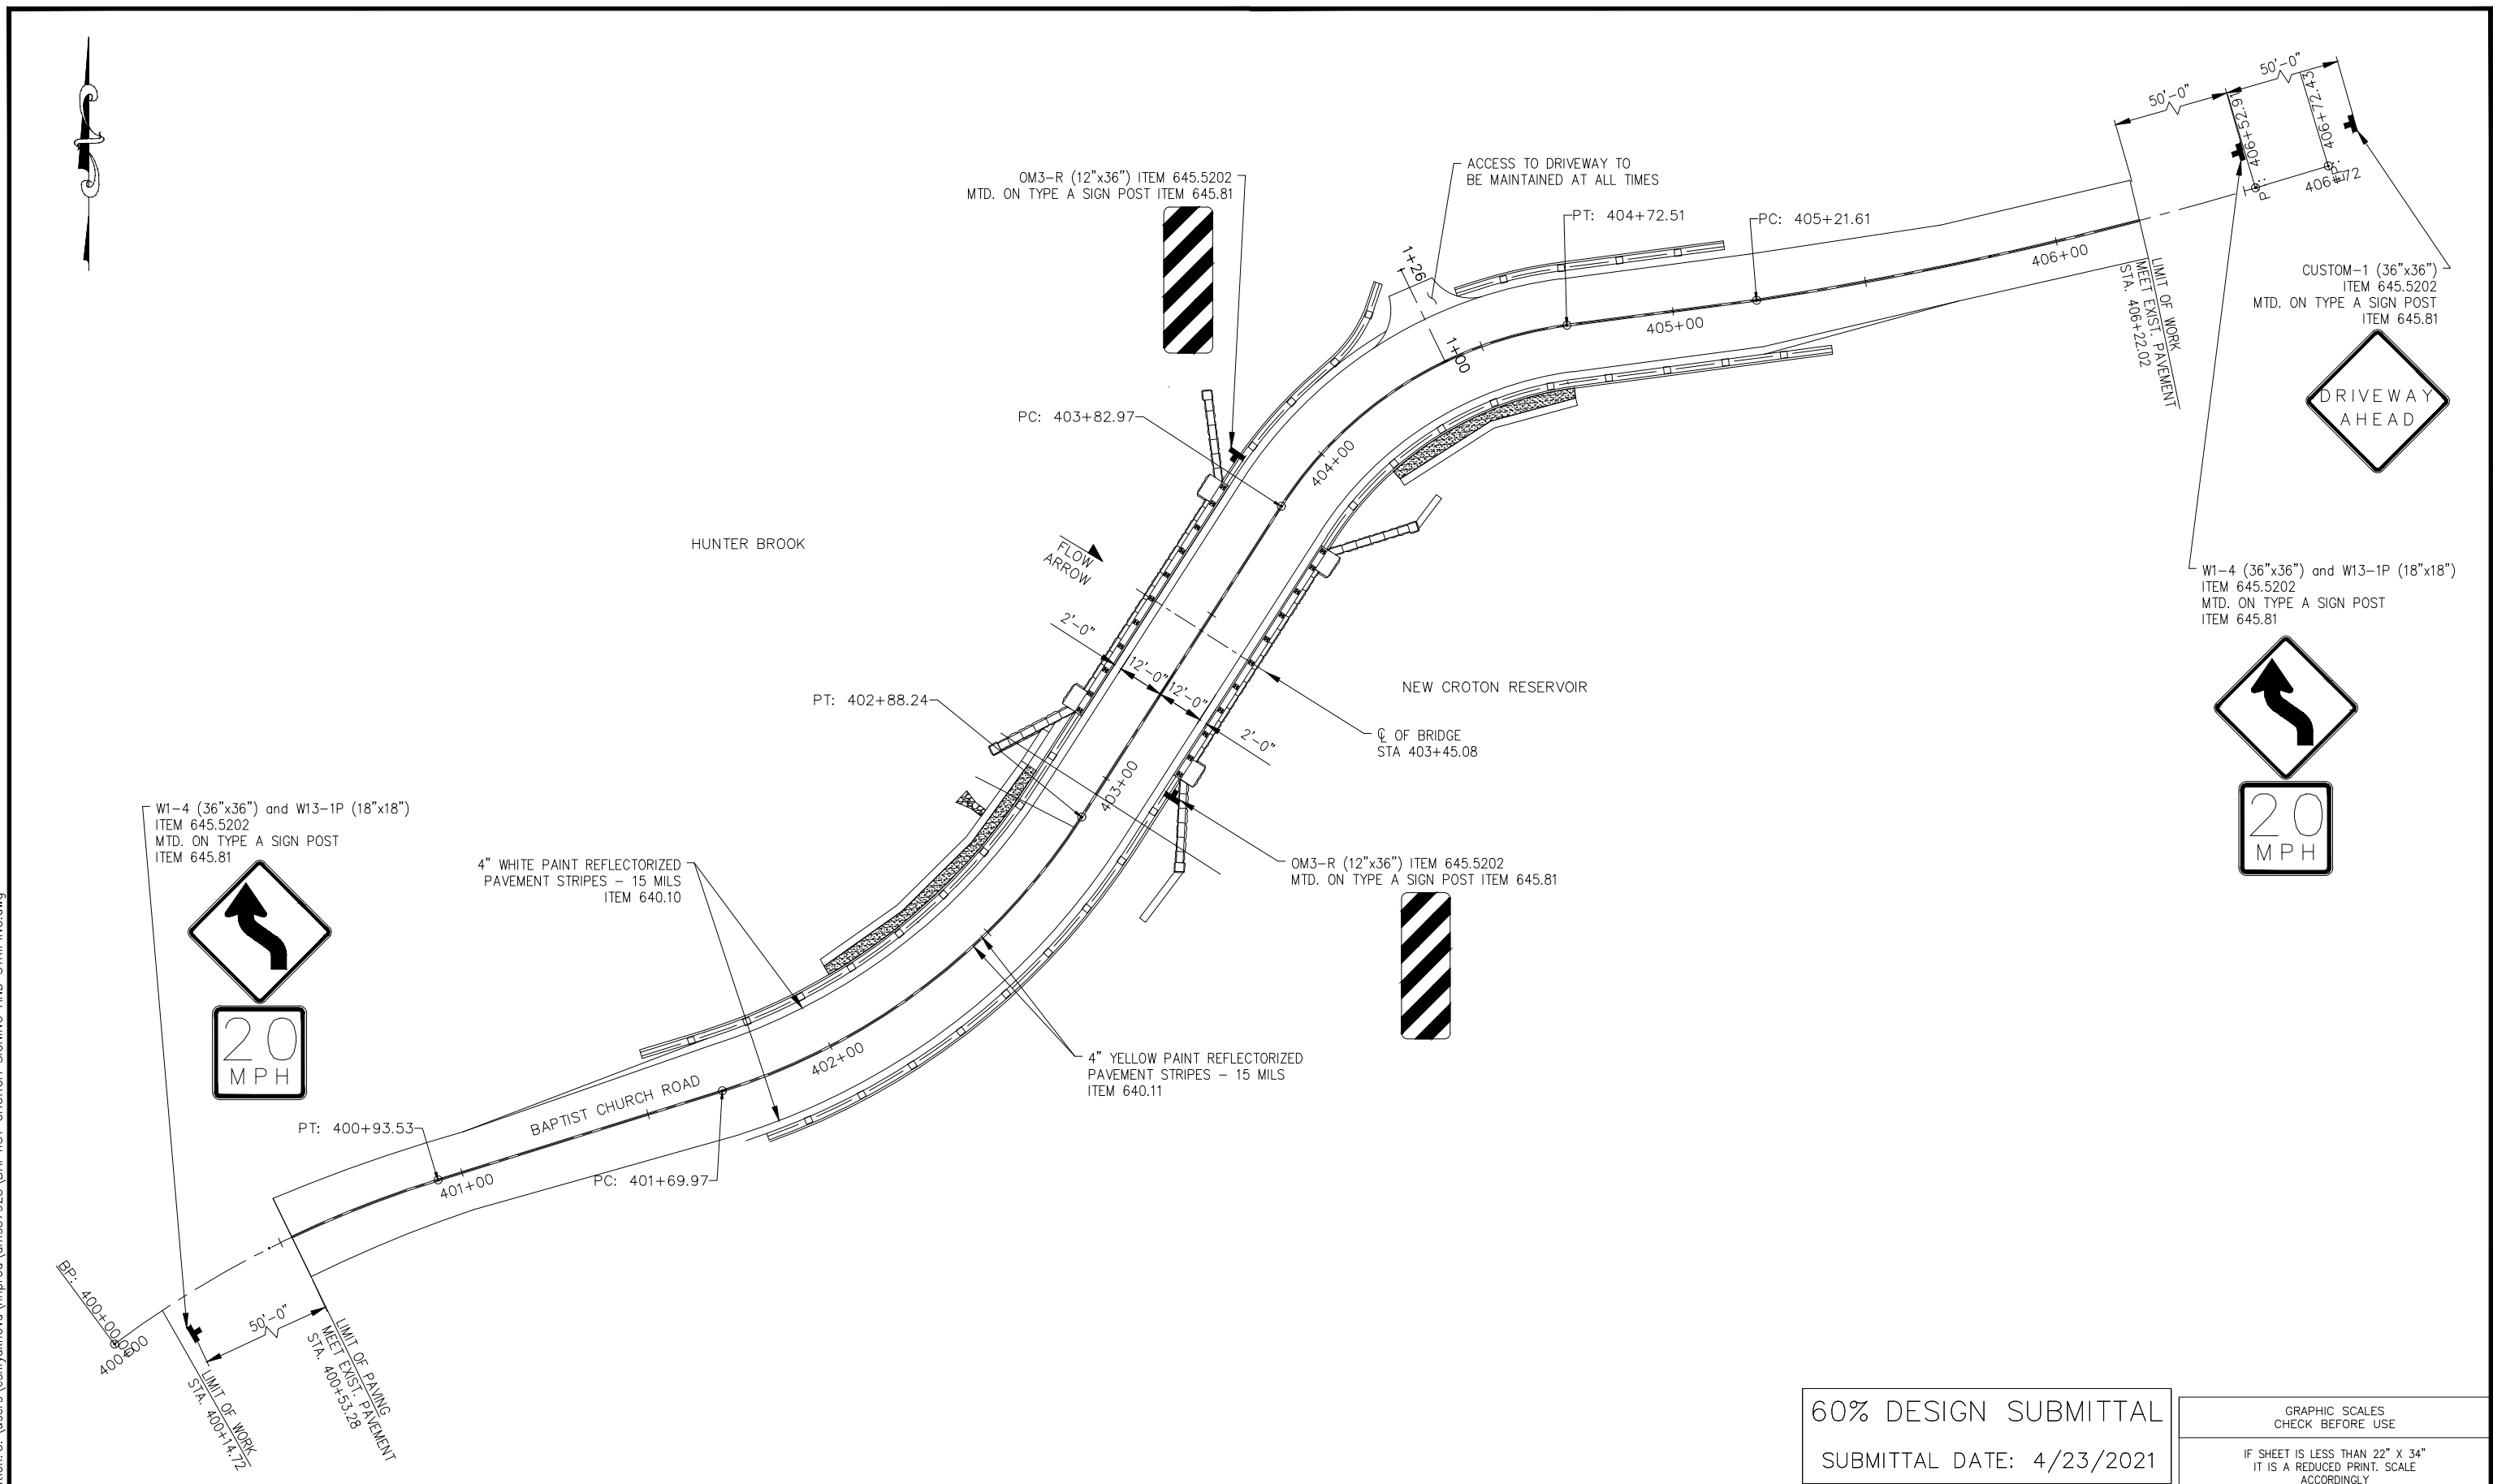 50'-0"
50'-0"
406+52.91
406+72.43
406+72
OM3-R (12"x36") ITEM 645.5202
MTD. ON TYPE A SIGN POST ITEM 645.81
ACCESS TO DRIVEWAY TO
BE MAINTAINED AT ALL TIMES
PT: 404+72.51
PC: 405+21.61
1+26
1+00
405+00
406+00
LIMIT OF WORK
MEET EXIST. PAVEMENT
STA. 406+22.02
CUSTOM-1 (36"x36")
ITEM 645.5202
MTD. ON TYPE A SIGN POST
ITEM 645.81
DRIVEWAY
AHEAD
PC: 403+82.97
404+00
HUNTER BROOK
FLOW
ARROW
W1-4 (36"x36") and W13-1P (18"x18")
ITEM 645.5202
MTD. ON TYPE A SIGN POST
ITEM 645.81
20
MPH
2'-0"
12'-0"
12'-0"
2'-0"
NEW CROTON RESERVOIR
PT: 402+88.24
℄ OF BRIDGE
STA 403+45.08
403+00
W1-4 (36"x36") and W13-1P (18"x18")
ITEM 645.5202
MTD. ON TYPE A SIGN POST
ITEM 645.81
20
MPH
4" WHITE PAINT REFLECTORIZED
PAVEMENT STRIPES - 15 MILS
ITEM 640.10
OM3-R (12"x36") ITEM 645.5202
MTD. ON TYPE A SIGN POST ITEM 645.81
4" YELLOW PAINT REFLECTORIZED
PAVEMENT STRIPES - 15 MILS
ITEM 640.11
402+00
BAPTIST CHURCH ROAD
PT: 400+93.53
401+00
PC: 401+69.97
BP: 400+00.00
400+00
50'-0"
LIMIT OF PAVING
MEET EXIST. PAVEMENT
STA. 400+53.28
LIMIT OF WORK
STA. 400+14.72
60% DESIGN SUBMITTAL
SUBMITTAL DATE: 4/23/2021
GRAPHIC SCALES
CHECK BEFORE USE
IF SHEET IS LESS THAN 22" X 34"
IT IS A REDUCED PRINT. SCALE
ACCORDINGLY